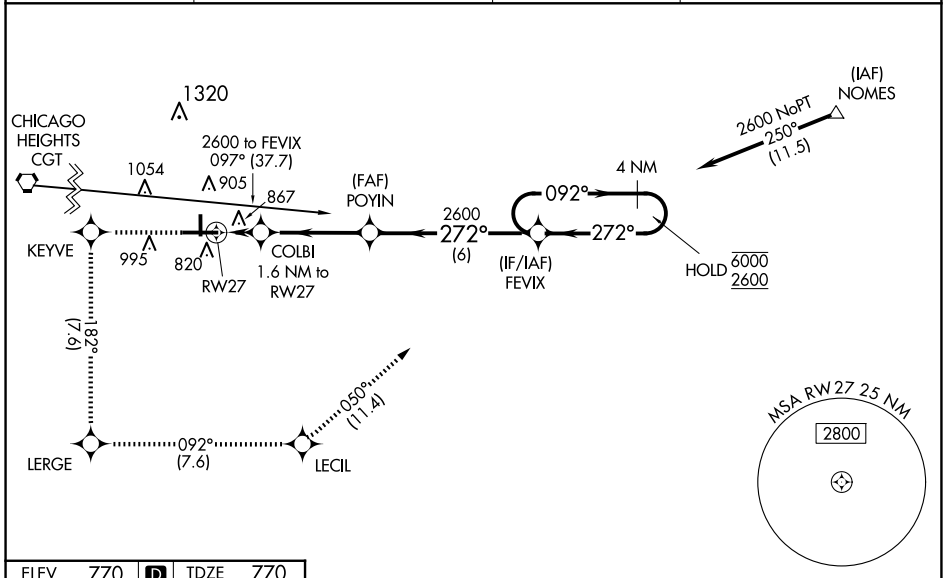 1320
CHICAGO
HEIGHTS
CGT
2600 to FEVIX
097° (37.7)
1054
905
867
(FAF)
POYIN
(IAF)
NOMES
2600 NoPT
250°
(11.5)
4 NM
092°
2600
272°
(6)
272°
(IF/IAF)
FEVIX
HOLD 6000
2600
KEYVE
995
820
RW27
COLBI
1.6 NM to
RW27
182°
(7.6)
LERGE
092°
(7.6)
LECIL
050°
(11.4)
MSA RW 27 25 NM
2800
ELEV 770 D TDZE 770